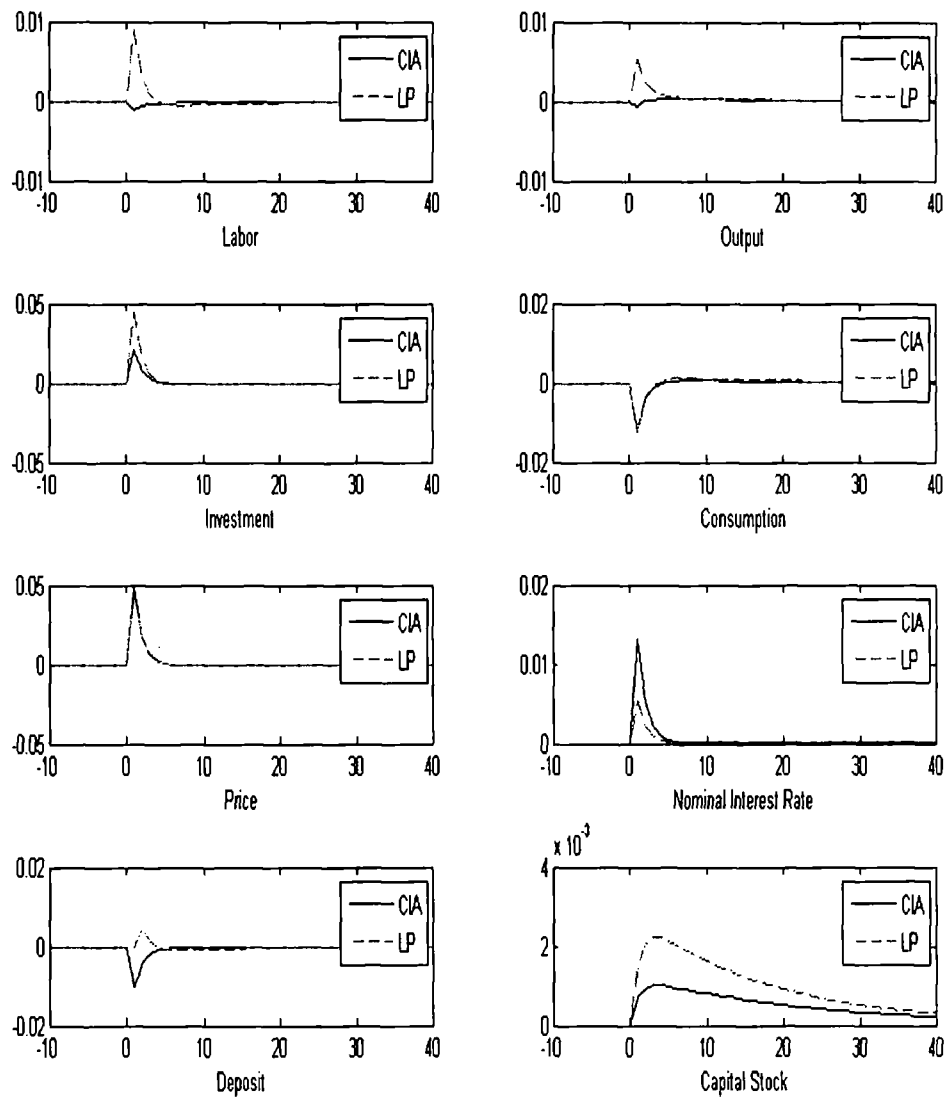 0.01
0
-0.01
-10 0 10 20 30 40
Labor
CIA
LP
0.01
0
-0.01
-10 0 10 20 30 40
Output
CIA
LP
0.05
0
-0.05
-10 0 10 20 30 40
Investment
CIA
LP
0.02
0
-0.02
-10 0 10 20 30 40
Consumption
CIA
LP
0.05
0
-0.05
-10 0 10 20 30 40
Price
CIA
LP
0.02
0.01
0
-10 0 10 20 30 40
Nominal Interest Rate
CIA
LP
0.02
0
-0.02
-10 0 10 20 30 40
Deposit
CIA
LP
x 10⁻³
4
2
0
-10 0 10 20 30 40
Capital Stock
CIA
LP